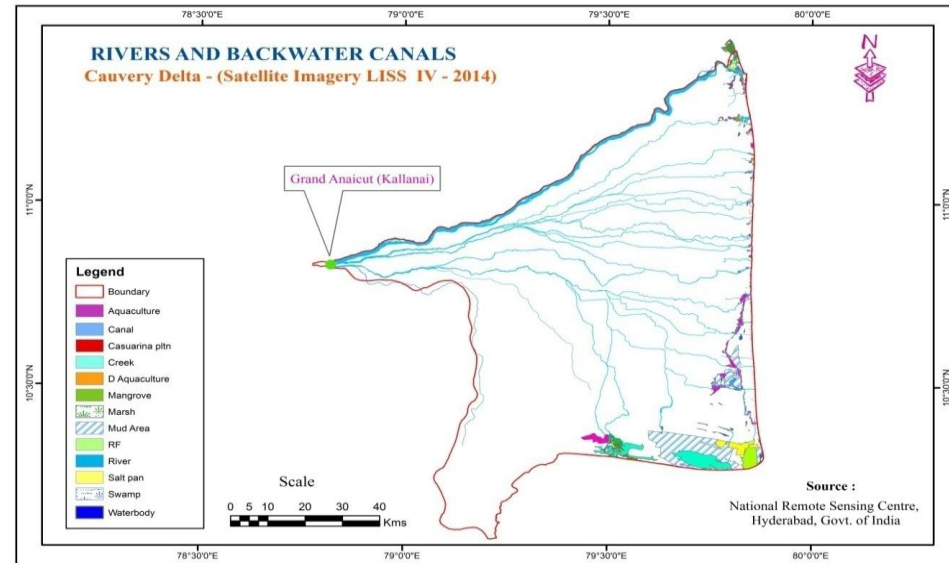 78°30'0"E 79°0'0"E 79°30'0"E 80°0'0"E
RIVERS AND BACKWATER CANALS
Cauvery Delta - (Satellite Imagery LISS IV - 2014)
N
Grand Anaicut (Kallanai)
11°0'0"N
11°0'0"N
Legend
Boundary
Aquaculture
Canal
Casuarina pltn
Creek
D Aquaculture
Mangrove
Marsh
Mud Area
RF
River
Salt pan
Swamp
Waterbody
10°30'0"N
10°30'0"N
Scale
0 5 10 20 30 40
Kms
Source :
National Remote Sensing Centre,
Hyderabad, Govt. of India
78°30'0"E 79°0'0"E 79°30'0"E 80°0'0"E